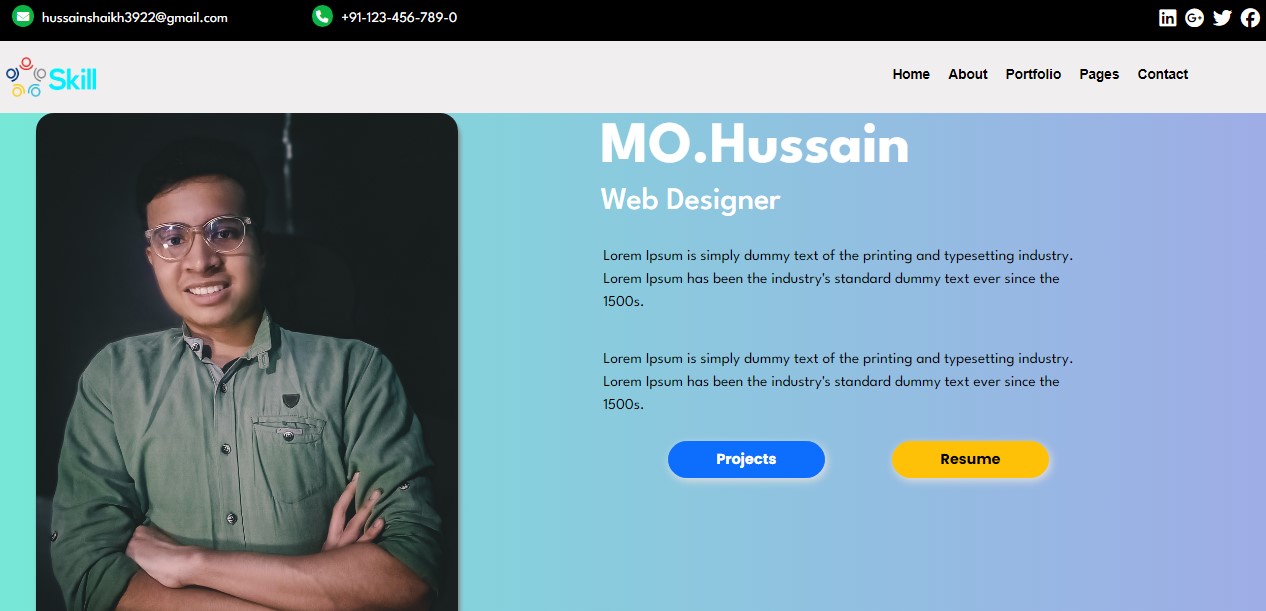 hussainshaikh3922@gmail.com +91-123-456-789-0
Skill Home About Portfolio Pages Contact
MO.Hussain
Web Designer
Lorem Ipsum is simply dummy text of the printing and typesetting industry.
Lorem Ipsum has been the industry's standard dummy text ever since the
1500s.
Lorem Ipsum is simply dummy text of the printing and typesetting industry.
Lorem Ipsum has been the industry's standard dummy text ever since the
1500s.
Projects Resume